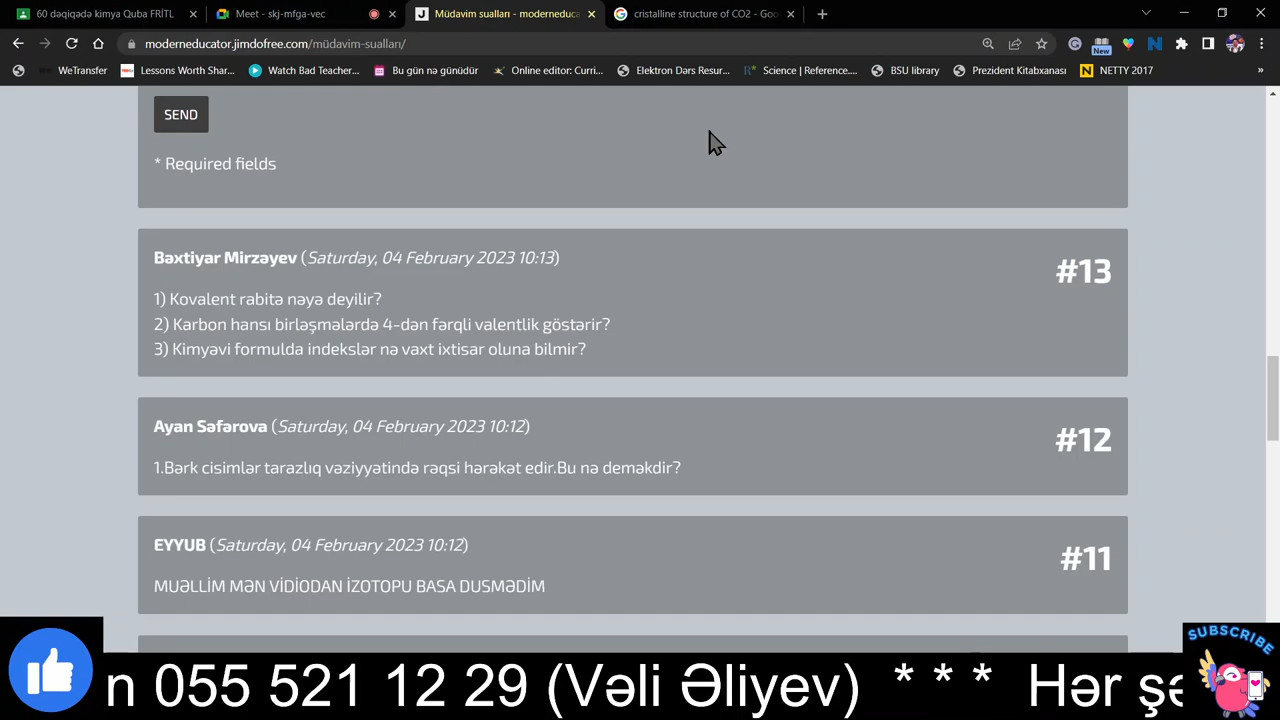 60 dəqiqədə kimya Quba FRİTL
Meet - skj-mfga-vec
Müdavim sualları - moderneduca
cristalline structure of CO2 - Goo
moderneducator.jimdofree.com/müdavim-sualları/
New
WeTransfer
Lessons Worth Shar...
Watch Bad Teacher...
Bu gün nə günüdür
Online editor: Curri...
Elektron Dərs Resur...
Science | Reference....
BSU library
Prezident Kitabxanası
NETTY 2017
SEND
* Required fields
Bəxtiyar Mirzəyev (Saturday, 04 February 2023 10:13)
#13
1) Kovalent rabitə nəyə deyilir?
2) Karbon hansı birləşmələrdə 4-dən fərqli valentlik göstərir?
3) Kimyəvi formulda indekslər nə vaxt ixtisar oluna bilmir?
Ayan Səfərova (Saturday, 04 February 2023 10:12)
#12
1.Bərk cisimlər tarazlıq vəziyyətində rəqsi hərəkət edir.Bu nə deməkdir?
EYYUB (Saturday, 04 February 2023 10:12)
#11
MUƏLLİM MƏN VİDİODAN İZOTOPU BASA DUSMƏDİM
n 055 521 12 29 (Vəli Əliyev) * * * Hər şə
SUBSCRIBE